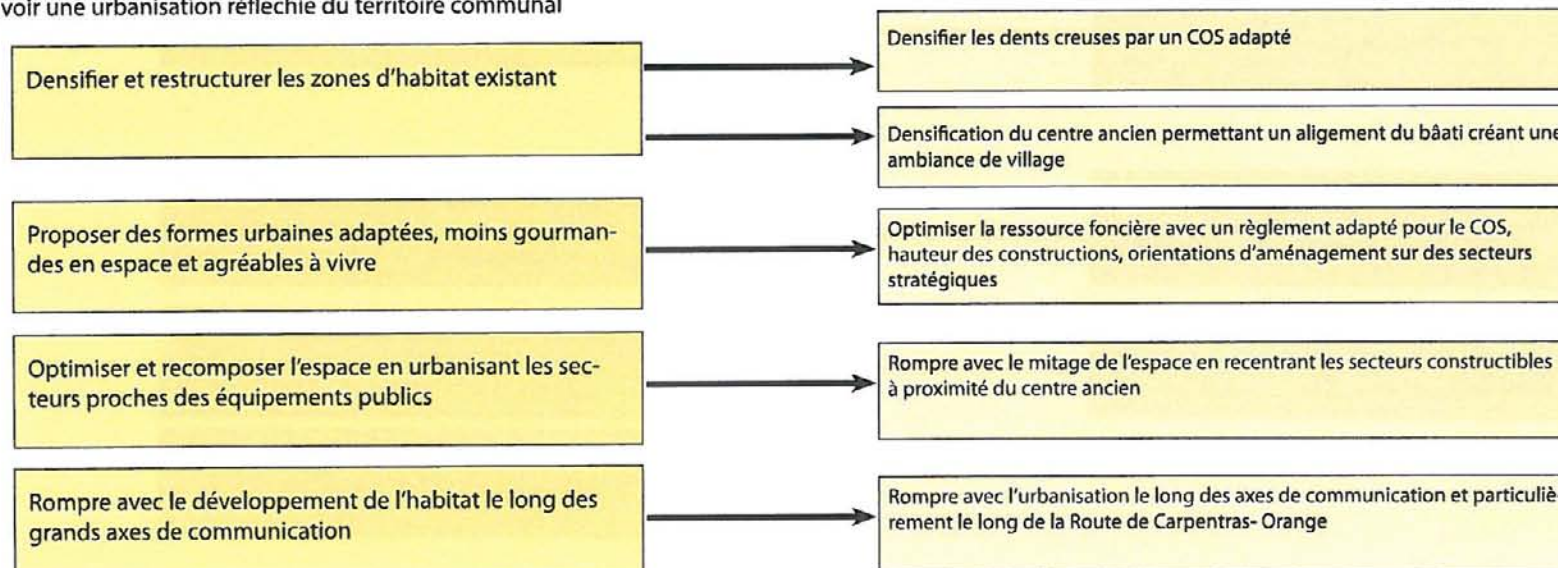 voir une urbanisation réfléchie du territoire communal
Densifier et restructurer les zones d'habitat existant
Densifier les dents creuses par un COS adapté
Densification du centre ancien permettant un aligement du bâati créant une
ambiance de village
Proposer des formes urbaines adaptées, moins gourman-
des en espace et agréables à vivre
Optimiser la ressource foncière avec un règlement adapté pour le COS,
hauteur des constructions, orientations d'aménagement sur des secteurs
stratégiques
Optimiser et recomposer l'espace en urbanisant les sec-
teurs proches des équipements publics
Rompre avec le mitage de l'espace en recentrant les secteurs constructibles
à proximité du centre ancien
Rompre avec le développement de l'habitat le long des
grands axes de communication
Rompre avec l'urbanisation le long des axes de communication et particuliè-
rement le long de la Route de Carpentras- Orange